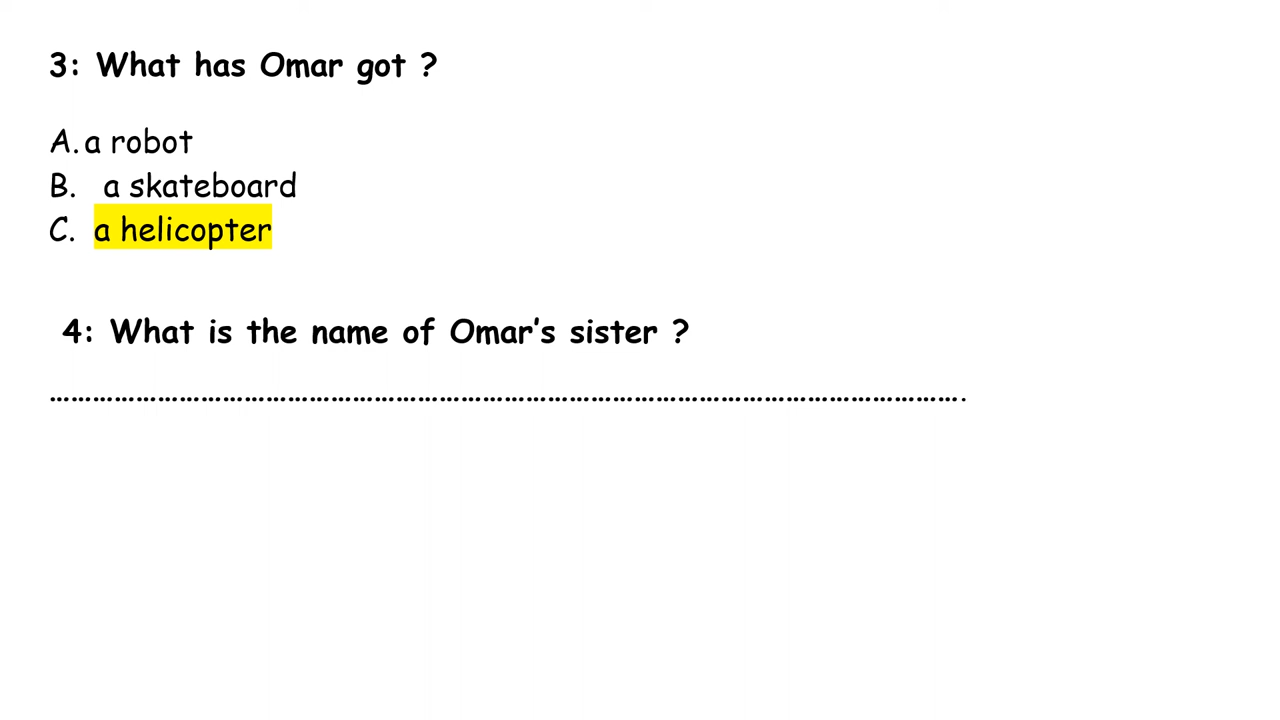 3: What has Omar got ?
A. a robot
B. a skateboard
C. a helicopter
4: What is the name of Omar’s sister ?
…………………………………………………………………………………………………………………….